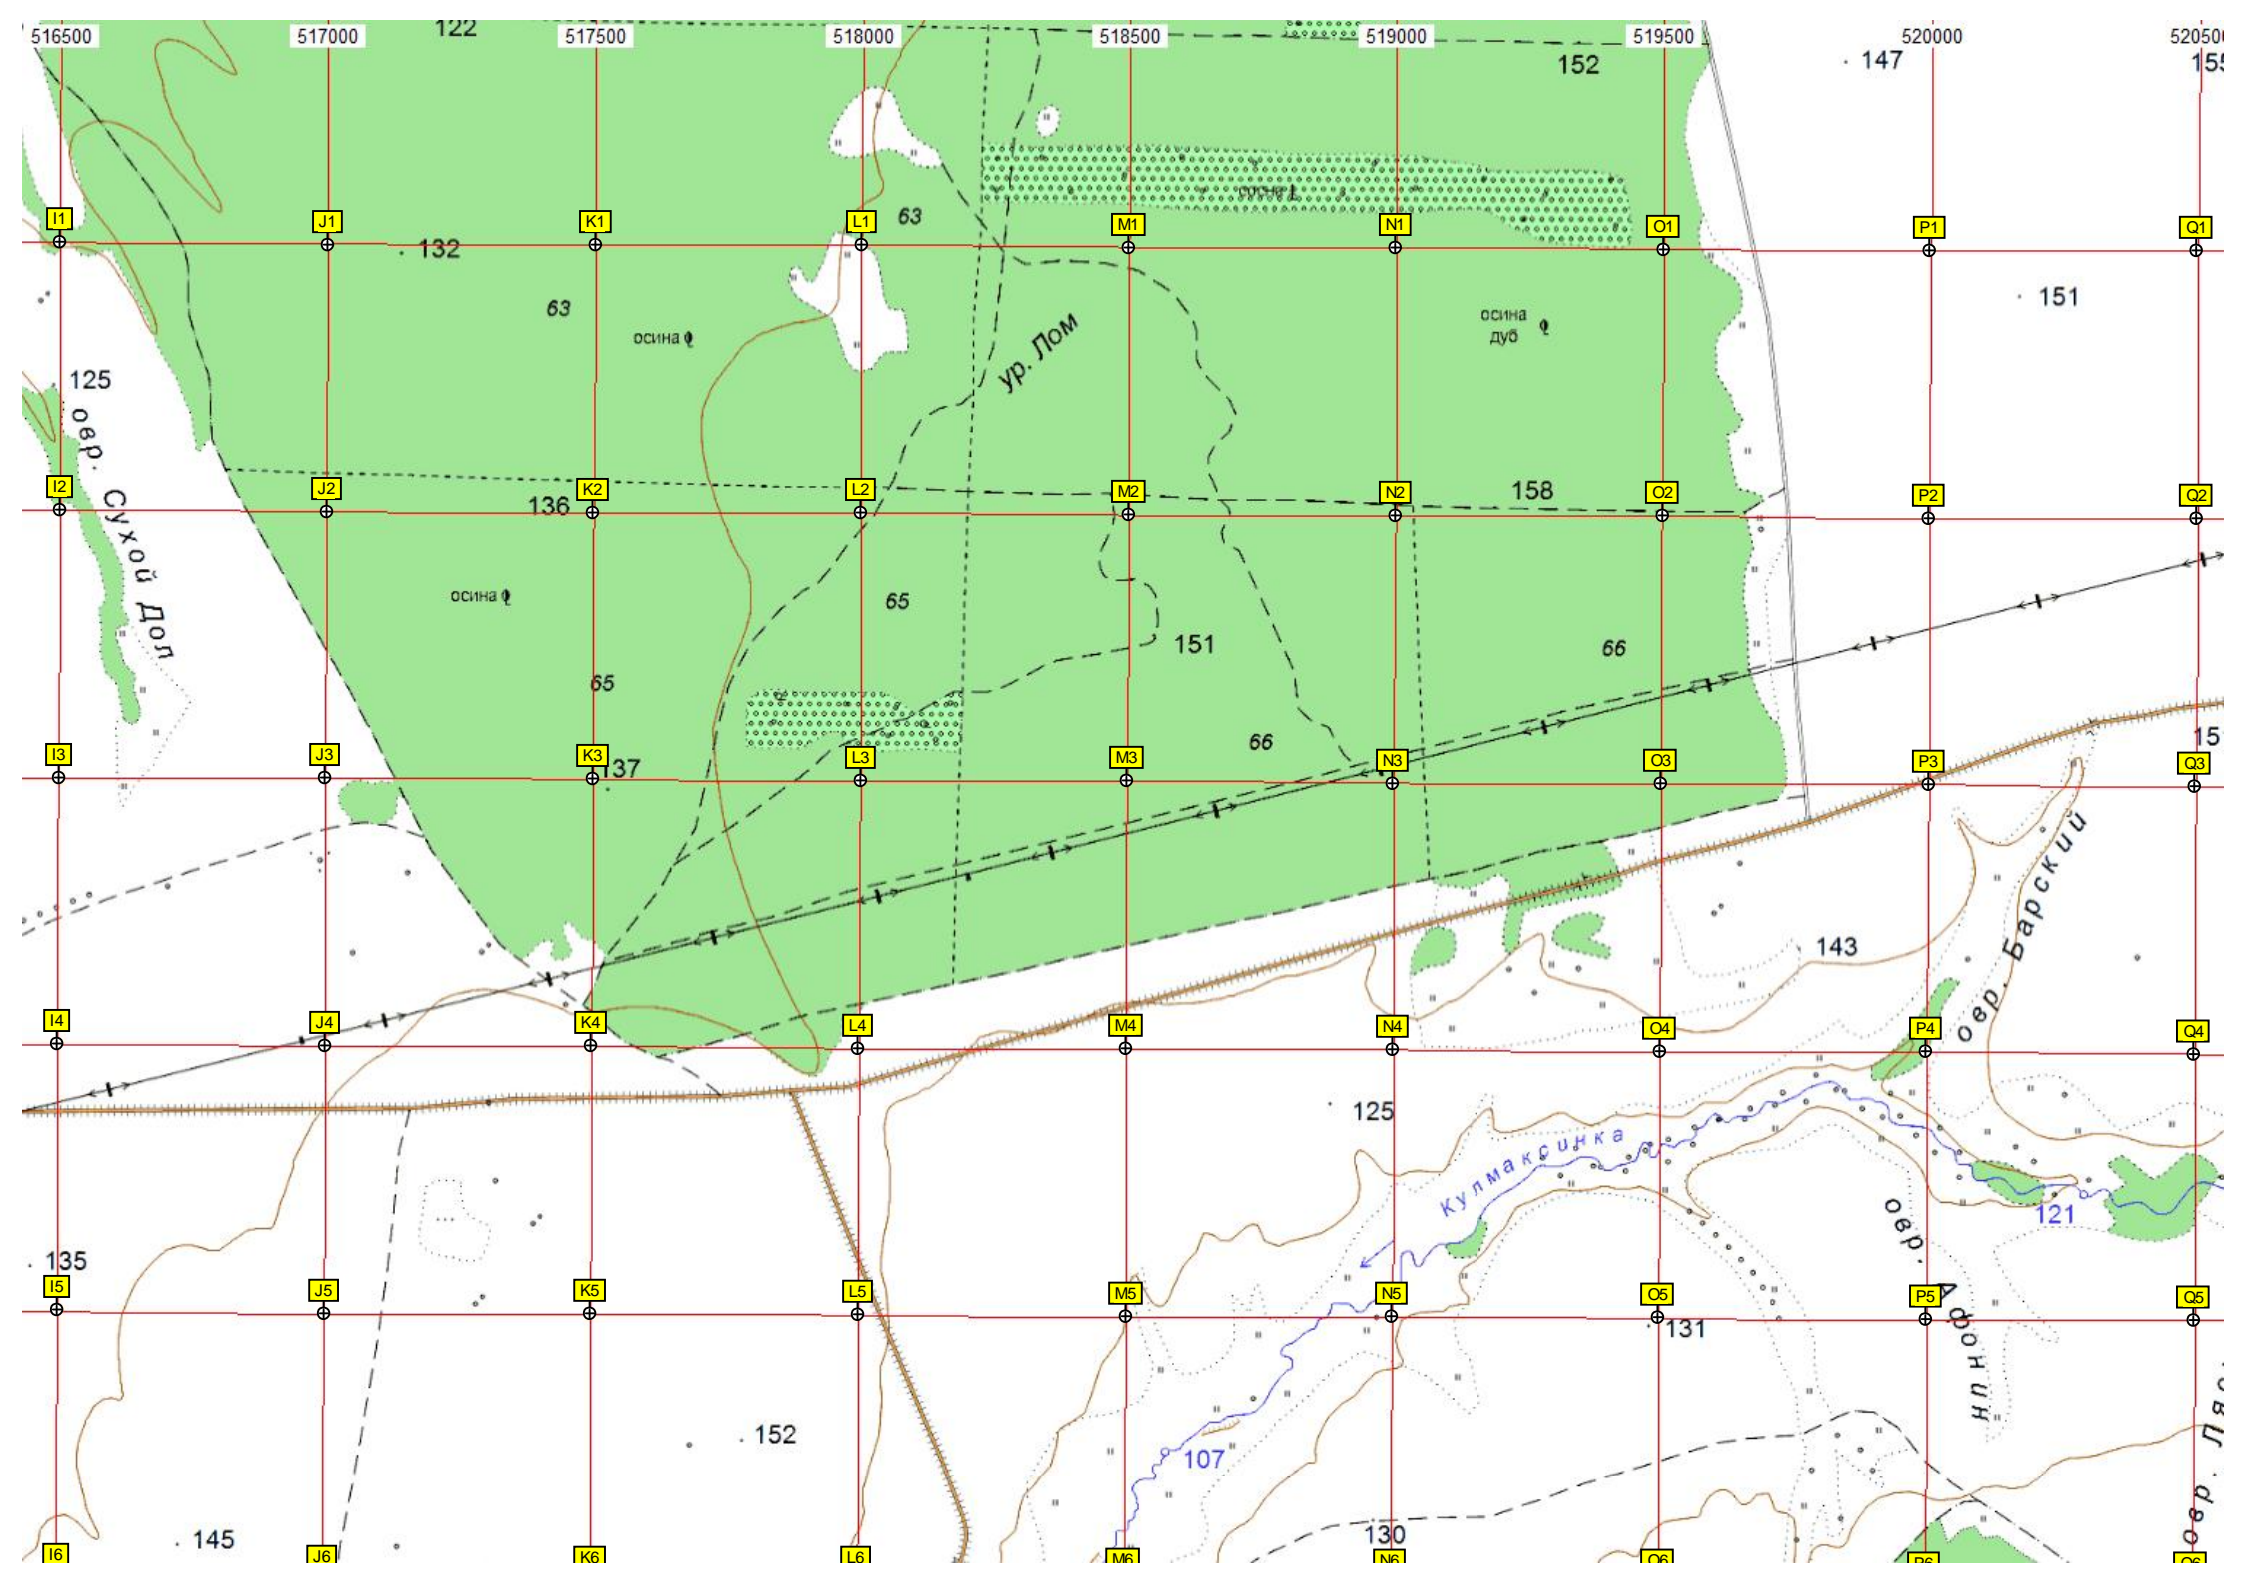 122
516500 517000 517500 518000 518500 519000 519500 520000 520500
152
147
155
сосна
63
I1 J1 K1 L1 M1 N1 O1 P1 Q1
132
151
63
осина
осина
дуб
ур. Лом
125
овр. Сухой Дол
I2 J2 K2 L2 M2 N2 O2 P2 Q2
136
158
осина
65
151
66
65
66
15
I3 J3 K3 L3 M3 N3 O3 P3 Q3
137
овр. Барский
143
I4 J4 K4 L4 M4 N4 O4 P4 Q4
125
Кулмаксинка
121
135
овр. Афонин
I5 J5 K5 L5 M5 N5 O5 P5 Q5
131
152
107
145
130
I6 J6 K6 L6 M6 N6 O6 P6 Q6